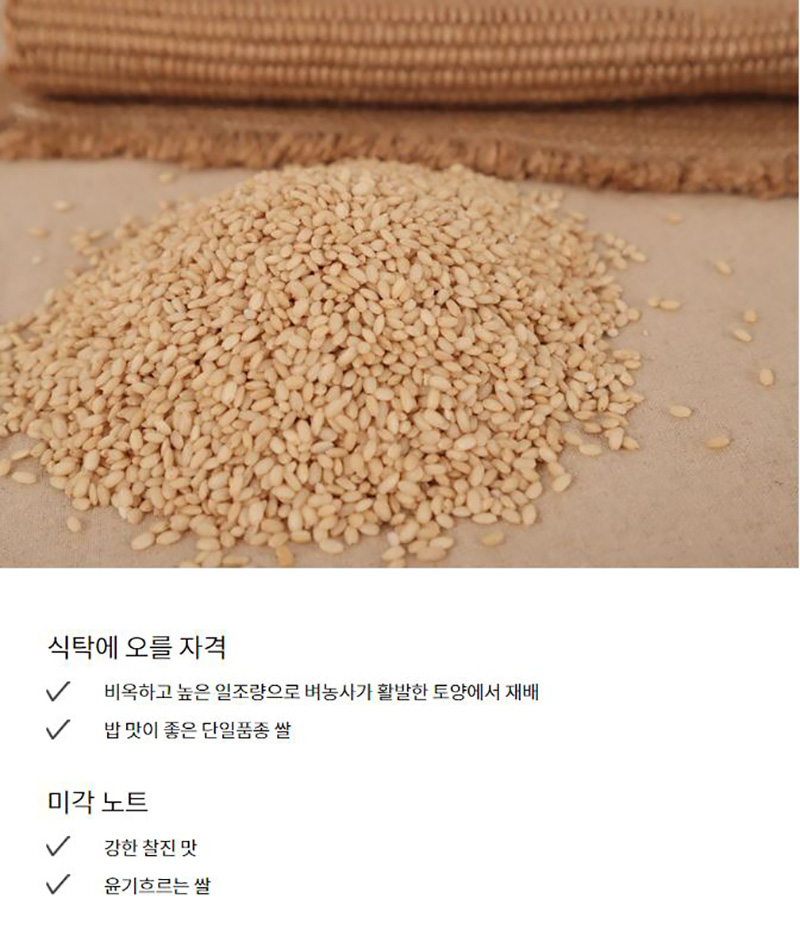 식탁에 오를 자격
비옥하고 높은 일조량으로 벼농사가 활발한 토양에서 재배
밥 맛이 좋은 단일품종 쌀
미각 노트
강한 찰진 맛
윤기흐르는 쌀